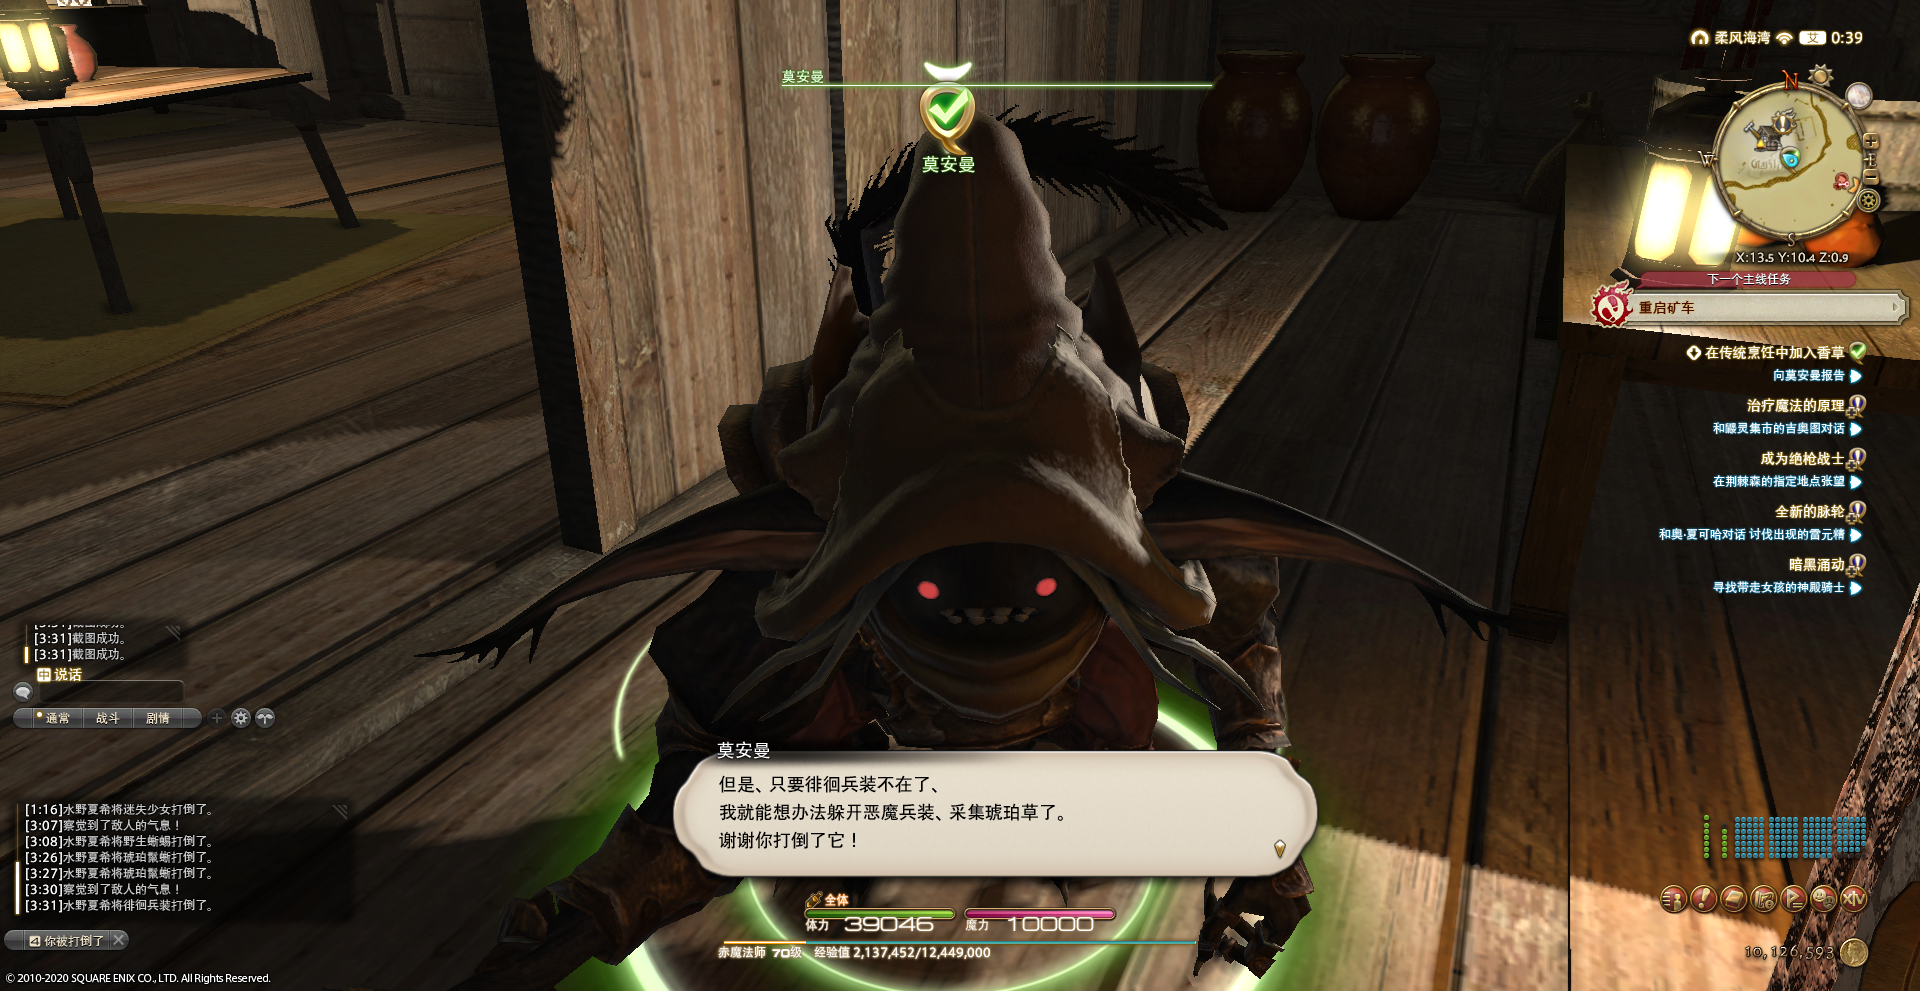 柔风海湾 艾 0:39
莫安曼
莫安曼
N
W
E
S
X:13.5 Y:10.4 Z:0.9
下一个主线任务
重启矿车
在传统烹饪中加入香草
向莫安曼报告
治疗魔法的原理
和鼹灵集市的吉奥图对话
成为绝枪战士
在荆棘森的指定地点张望
全新的脉轮
和奥·夏可哈对话 讨伐出现的雷元精
暗黑涌动
寻找带走女孩的神殿骑士
[3:31]截图成功。
[3:31]截图成功。
[3:31]截图成功。
说话
通常 战斗 剧情
莫安曼
但是、只要徘徊兵装不在了、
我就能想办法躲开恶魔兵装、采集琥珀草了。
谢谢你打倒了它！
[1:16]水野夏希将迷失少女打倒了。
[3:07]察觉到了敌人的气息！
[3:08]水野夏希将野生蜥蜴打倒了。
[3:26]水野夏希将琥珀鬣蜥打倒了。
[3:27]水野夏希将琥珀鬣蜥打倒了。
[3:30]察觉到了敌人的气息！
[3:31]水野夏希将徘徊兵装打倒了。
4 你被打倒了
全体
体力 39046 魔力 10000
赤魔法师 70级 经验值 2,137,452/12,449,000
10,126,593
© 2010-2020 SQUARE ENIX CO., LTD. All Rights Reserved.